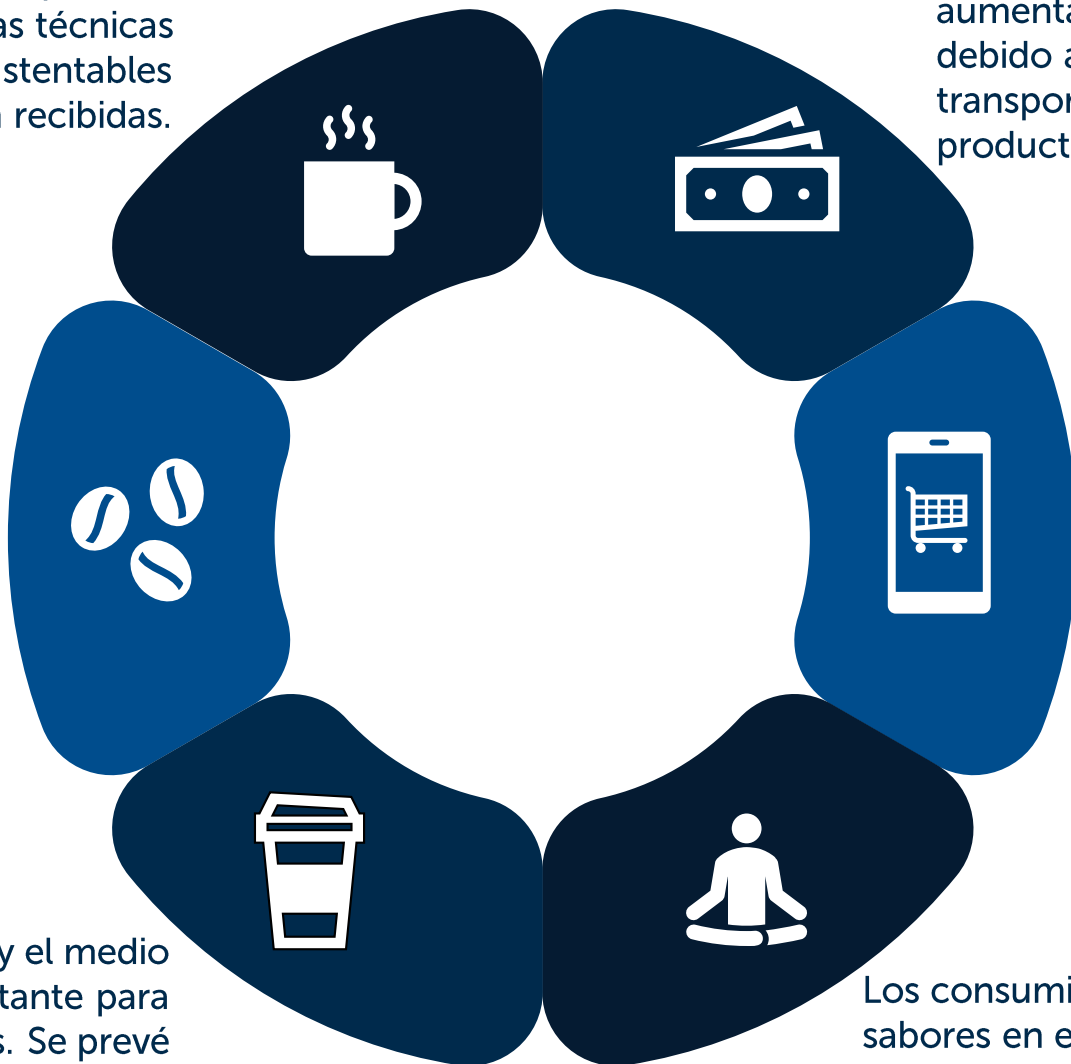 as técnicas
stentables
recibidas.
aumenta
debido a
transpor
product
y el medio
tante para
s. Se prevé
Los consumi
sabores en e